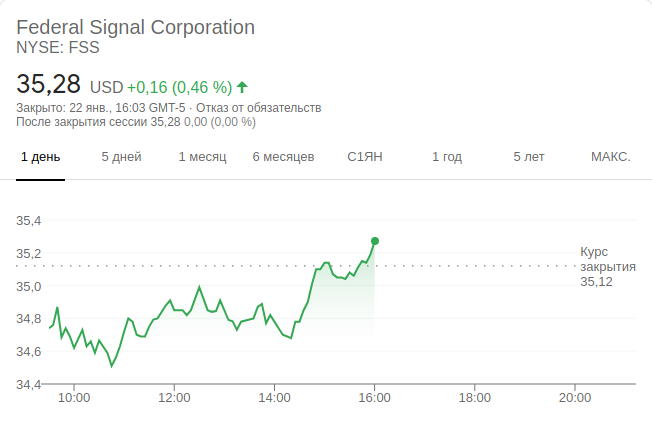 Federal Signal Corporation
NYSE: FSS
35,28 USD +0,16 (0,46 %)
Закрыто: 22 янв., 16:03 GMT-5 · Отказ от обязательств
После закрытия сессии 35,28 0,00 (0,00 %)
1 день 5 дней 1 месяц 6 месяцев С1ЯН 1 год 5 лет МАКС.
35,4
35,2
35,0
34,8
34,6
34,4
Курс
закрытия
35,12
10:00 12:00 14:00 16:00 18:00 20:00